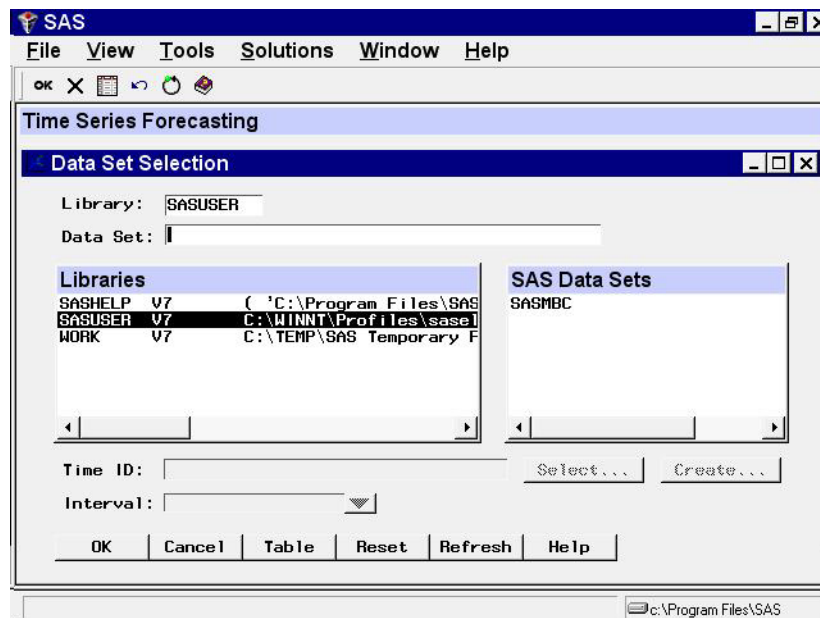 SAS
File View Tools Solutions Window Help
OK
Time Series Forecasting
Data Set Selection
Library: SASUSER
Data Set:
Libraries
SASHELP V7 ( 'C:\Program Files\SAS
SASUSER V7 C:\WINNT\Profiles\sasel
WORK V7 C:\TEMP\SAS Temporary F
SAS Data Sets
SASMBC
Time ID: Select... Create...
Interval:
OK Cancel Table Reset Refresh Help
c:\Program Files\SAS